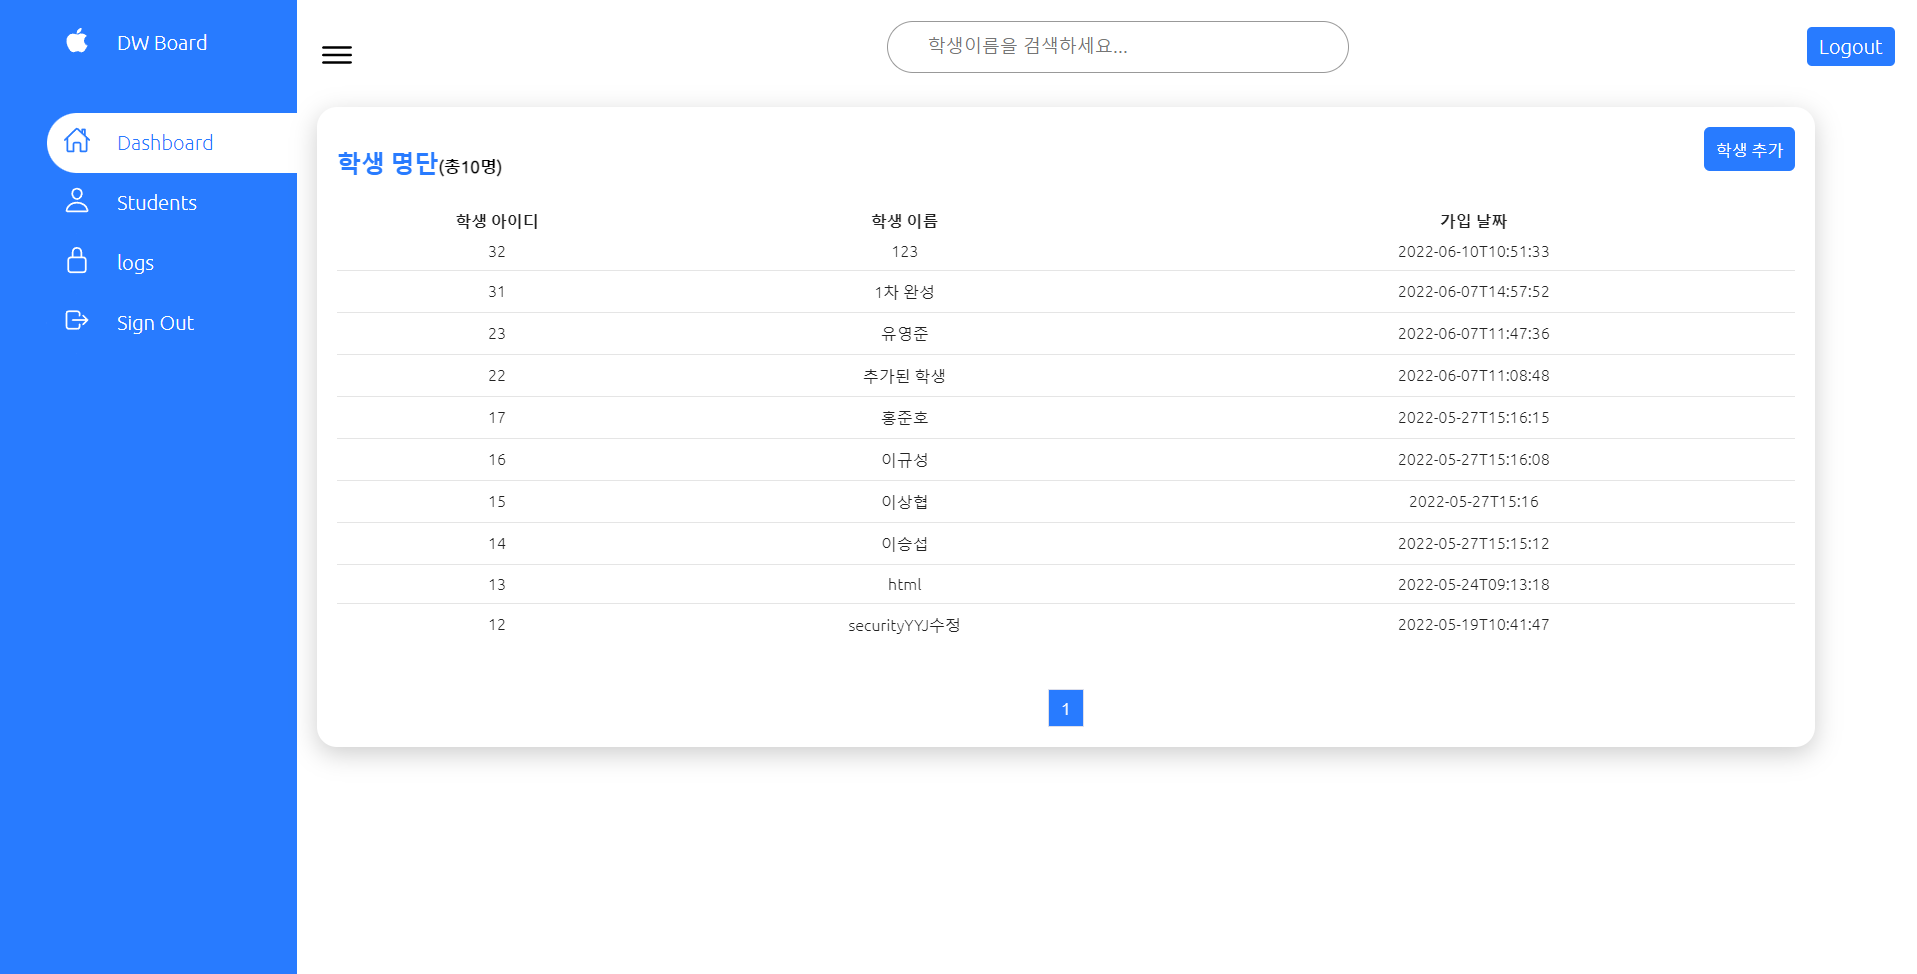 DW Board
Dashboard
Students
logs
Sign Out
학생이름을 검색하세요...
Logout
학생 명단(총10명)
학생 추가
학생 아이디 학생 이름 가입 날짜
32 123 2022-06-10T10:51:33
31 1차 완성 2022-06-07T14:57:52
23 유영준 2022-06-07T11:47:36
22 추가된 학생 2022-06-07T11:08:48
17 홍준호 2022-05-27T15:16:15
16 이규성 2022-05-27T15:16:08
15 이상협 2022-05-27T15:16
14 이승섭 2022-05-27T15:15:12
13 html 2022-05-24T09:13:18
12 securityYYJ수정 2022-05-19T10:41:47
1